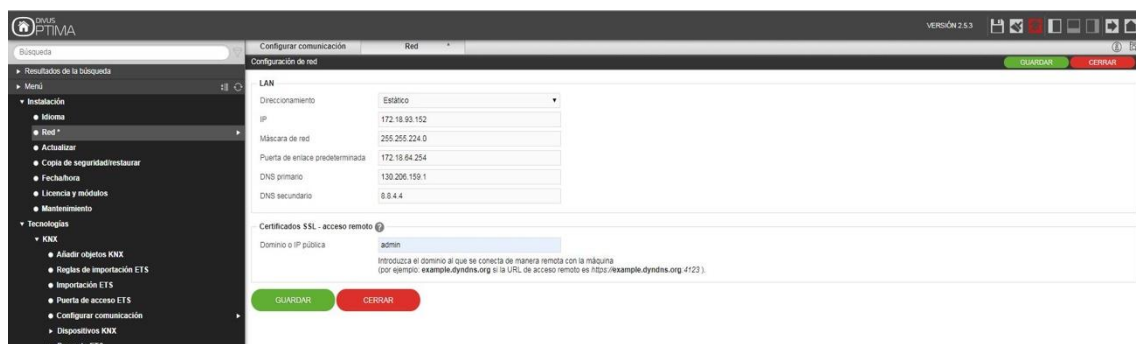 DIVUS
OPTIMA
VERSIÓN 2.5.3
Búsqueda
Configurar comunicación Red *
Configuración de red GUARDAR CERRAR
Resultados de la búsqueda
Menú
Instalación
Idioma
Red *
Actualizar
Copia de seguridad/restaurar
Fecha/hora
Licencia y módulos
Mantenimiento
Tecnologías
KNX
Añadir objetos KNX
Reglas de importación ETS
Importación ETS
Puerta de acceso ETS
Configurar comunicación
Dispositivos KNX
LAN
Direccionamiento Estático
IP 172.18.93.152
Máscara de red 255.255.224.0
Puerta de enlace predeterminada 172.18.64.254
DNS primario 130.206.159.1
DNS secundario 8.8.4.4
Certificados SSL - acceso remoto ?
Dominio o IP pública admin
Introduzca el dominio al que se conecta de manera remota con la máquina
(por ejemplo: example.dyndns.org si la URL de acceso remoto es https://example.dyndns.org:4123 ).
GUARDAR CERRAR